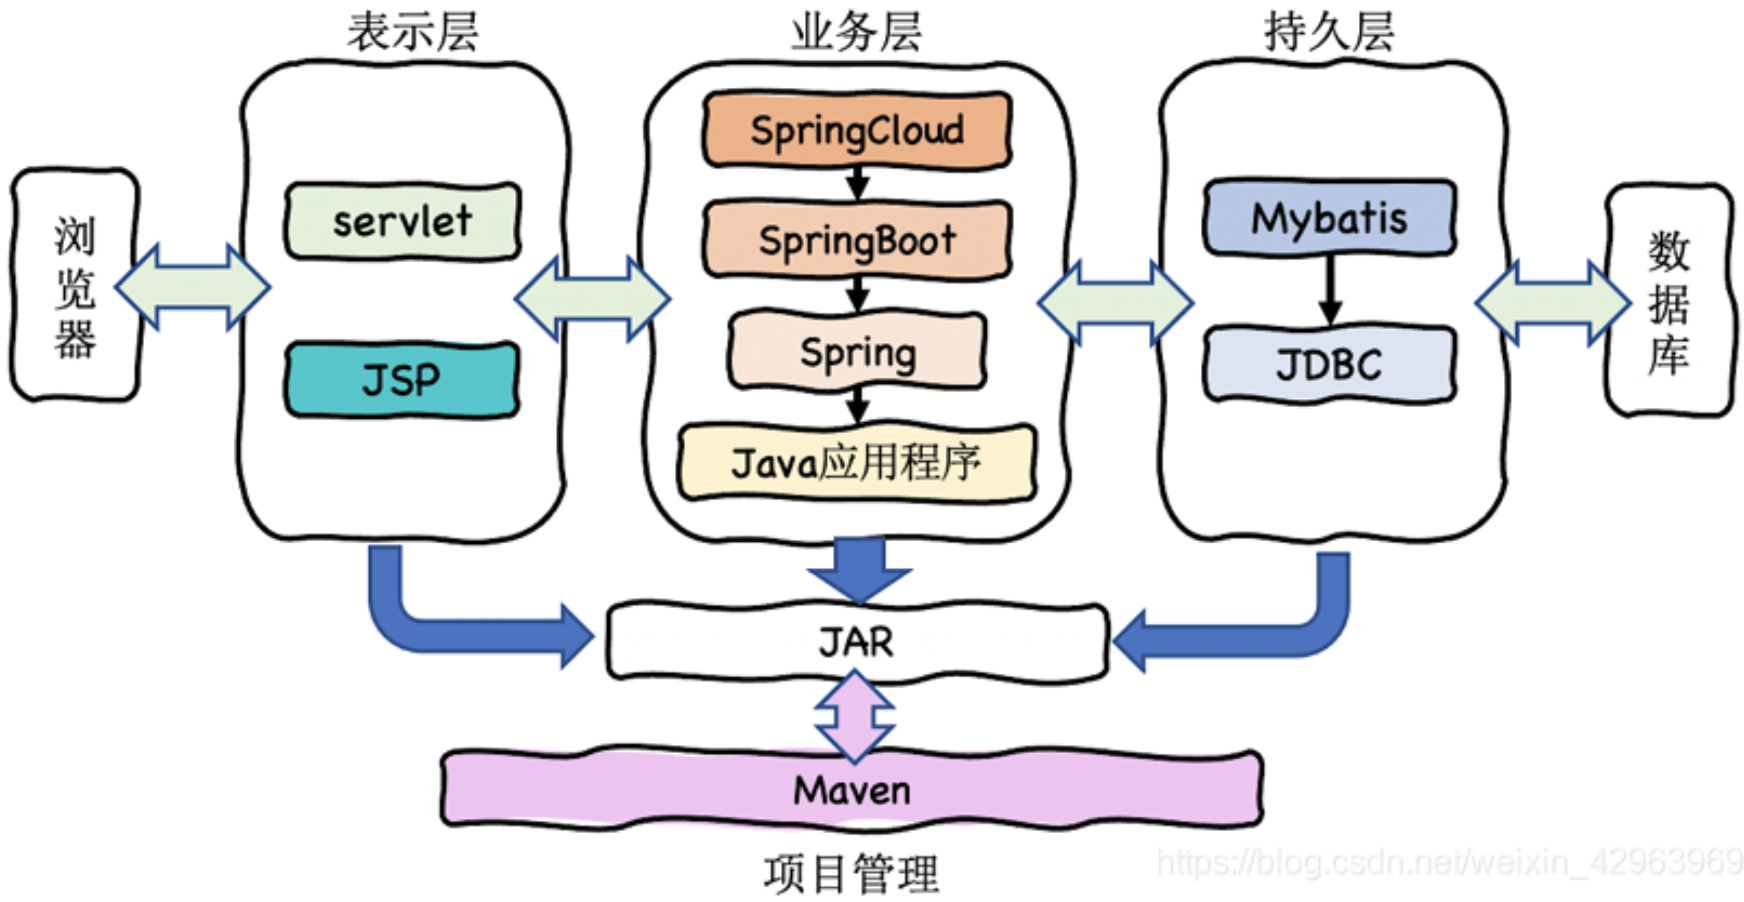 表示层
业务层
持久层
浏览器
servlet
JSP
SpringCloud
SpringBoot
Spring
Java应用程序
Mybatis
JDBC
数据库
JAR
Maven
项目管理
https://blog.csdn.net/weixin_42963969